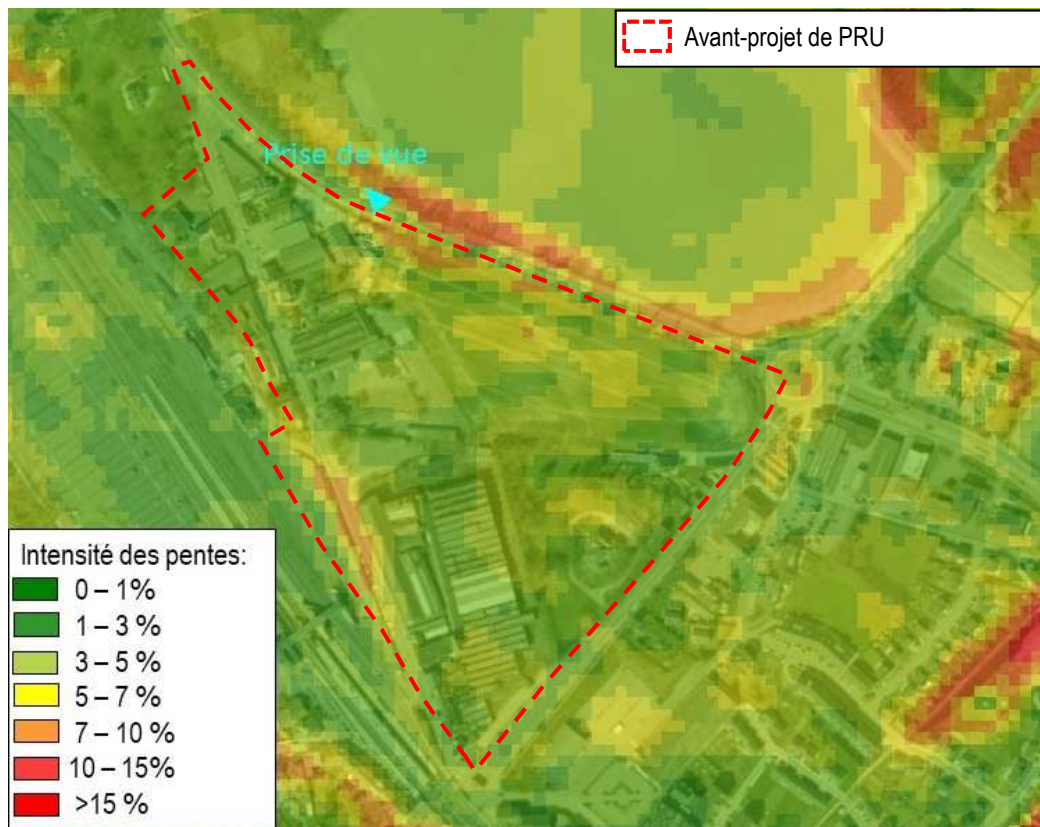 Avant-projet de PRU
Prise de vue
Intensité des pentes:
0 – 1%
1 – 3 %
3 – 5 %
5 – 7 %
7 – 10 %
10 – 15%
>15 %